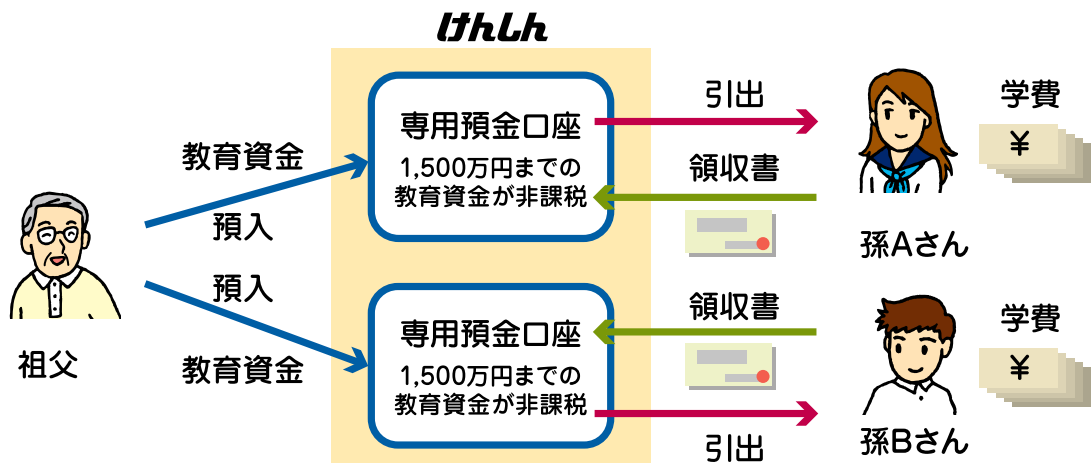 けんしん
祖父
教育資金
預入
預入
教育資金
専用預金口座
1,500万円までの
教育資金が非課税
専用預金口座
1,500万円までの
教育資金が非課税
引出
領収書
孫Aさん
学費
¥
領収書
引出
孫Bさん
学費
¥